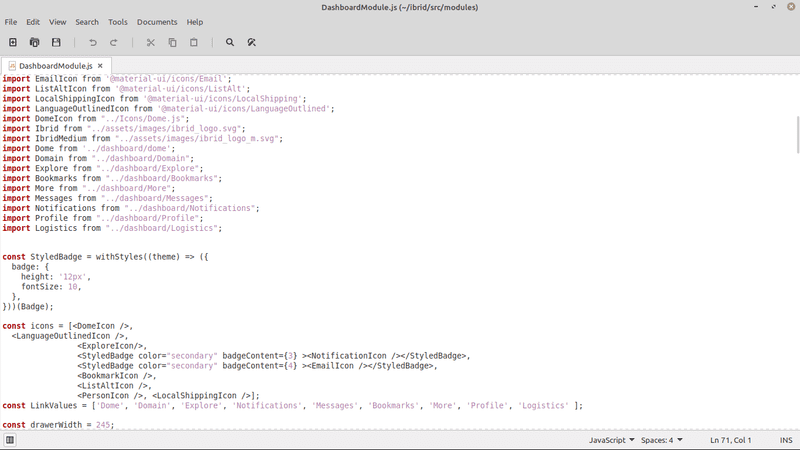 DashboardModule.js (~/ibrid/src/modules)
File Edit View Search Tools Documents Help
DashboardModule.js
import EmailIcon from '@material-ui/icons/Email';
import ListAltIcon from '@material-ui/icons/ListAlt';
import LocalShippingIcon from '@material-ui/icons/LocalShipping';
import LanguageOutlinedIcon from '@material-ui/icons/LanguageOutlined';
import DomeIcon from "../Icons/Dome.js";
import Ibrid from "../assets/images/ibrid_logo.svg";
import IbridMedium from "../assets/images/ibrid_logo_m.svg";
import Dome from '../dashboard/dome';
import Domain from "../dashboard/Domain";
import Explore from "../dashboard/Explore";
import Bookmarks from "../dashboard/Bookmarks";
import More from "../dashboard/More";
import Messages from "../dashboard/Messages";
import Notifications from "../dashboard/Notifications";
import Profile from "../dashboard/Profile";
import Logistics from "../dashboard/Logistics";
const StyledBadge = withStyles((theme) => ({
  badge: {
    height: '12px',
    fontSize: 10,
  },
}))(Badge);
const icons = [<DomeIcon />,
  <LanguageOutlinedIcon />,
                <ExploreIcon/>,
                <StyledBadge color="secondary" badgeContent={3} ><NotificationIcon /></StyledBadge>,
                <StyledBadge color="secondary" badgeContent={4} ><EmailIcon /></StyledBadge>,
                <BookmarkIcon />,
                <ListAltIcon />,
                <PersonIcon />, <LocalShippingIcon />];
const LinkValues = ['Dome', 'Domain', 'Explore', 'Notifications', 'Messages', 'Bookmarks', 'More', 'Profile', 'Logistics' ];
const drawerWidth = 245;
JavaScript Spaces: 4 Ln 71, Col 1 INS